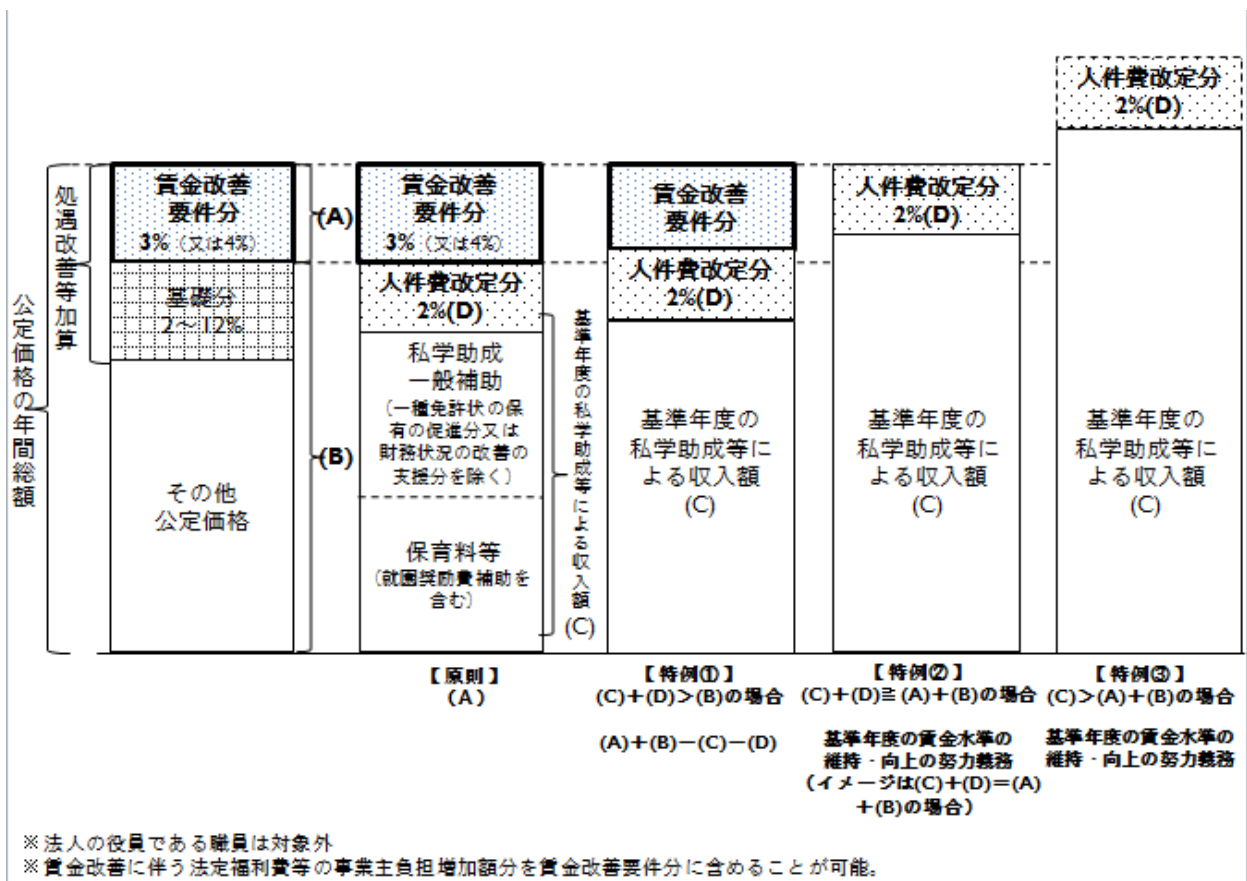 公定価格の年間総額
処遇改善等加算
賃金改善
要件分
3%（又は4%）
基礎分
2～12%
その他
公定価格
(A)
(B)
賃金改善
要件分
3%（又は4%）
人件費改定分
2%(D)
私学助成
一般補助
（一種免許状の保
有の促進分又は
財務状況の改善の
支援分を除く）
保育料等
（就園奨励費補助を
含む）
基準年度の私学助成等による収入額
(C)
【原則】
(A)
賃金改善
要件分
人件費改定分
2%(D)
基準年度の
私学助成等に
よる収入額
(C)
【特例①】
(C)+(D)>(B)の場合
(A)+(B)－(C)－(D)
人件費改定分
2%(D)
基準年度の
私学助成等に
よる収入額
(C)
【特例②】
(C)+(D)≧(A)+(B)の場合
基準年度の賃金水準の
維持・向上の努力義務
（イメージは(C)+(D)＝(A)
+(B)の場合）
人件費改定分
2%(D)
基準年度の
私学助成等に
よる収入額
(C)
【特例③】
(C)>(A)+(B)の場合
基準年度の賃金水準の
維持・向上の努力義務
※法人の役員である職員は対象外
※賃金改善に伴う法定福利費等の事業主負担増加額分を賃金改善要件分に含めることが可能。